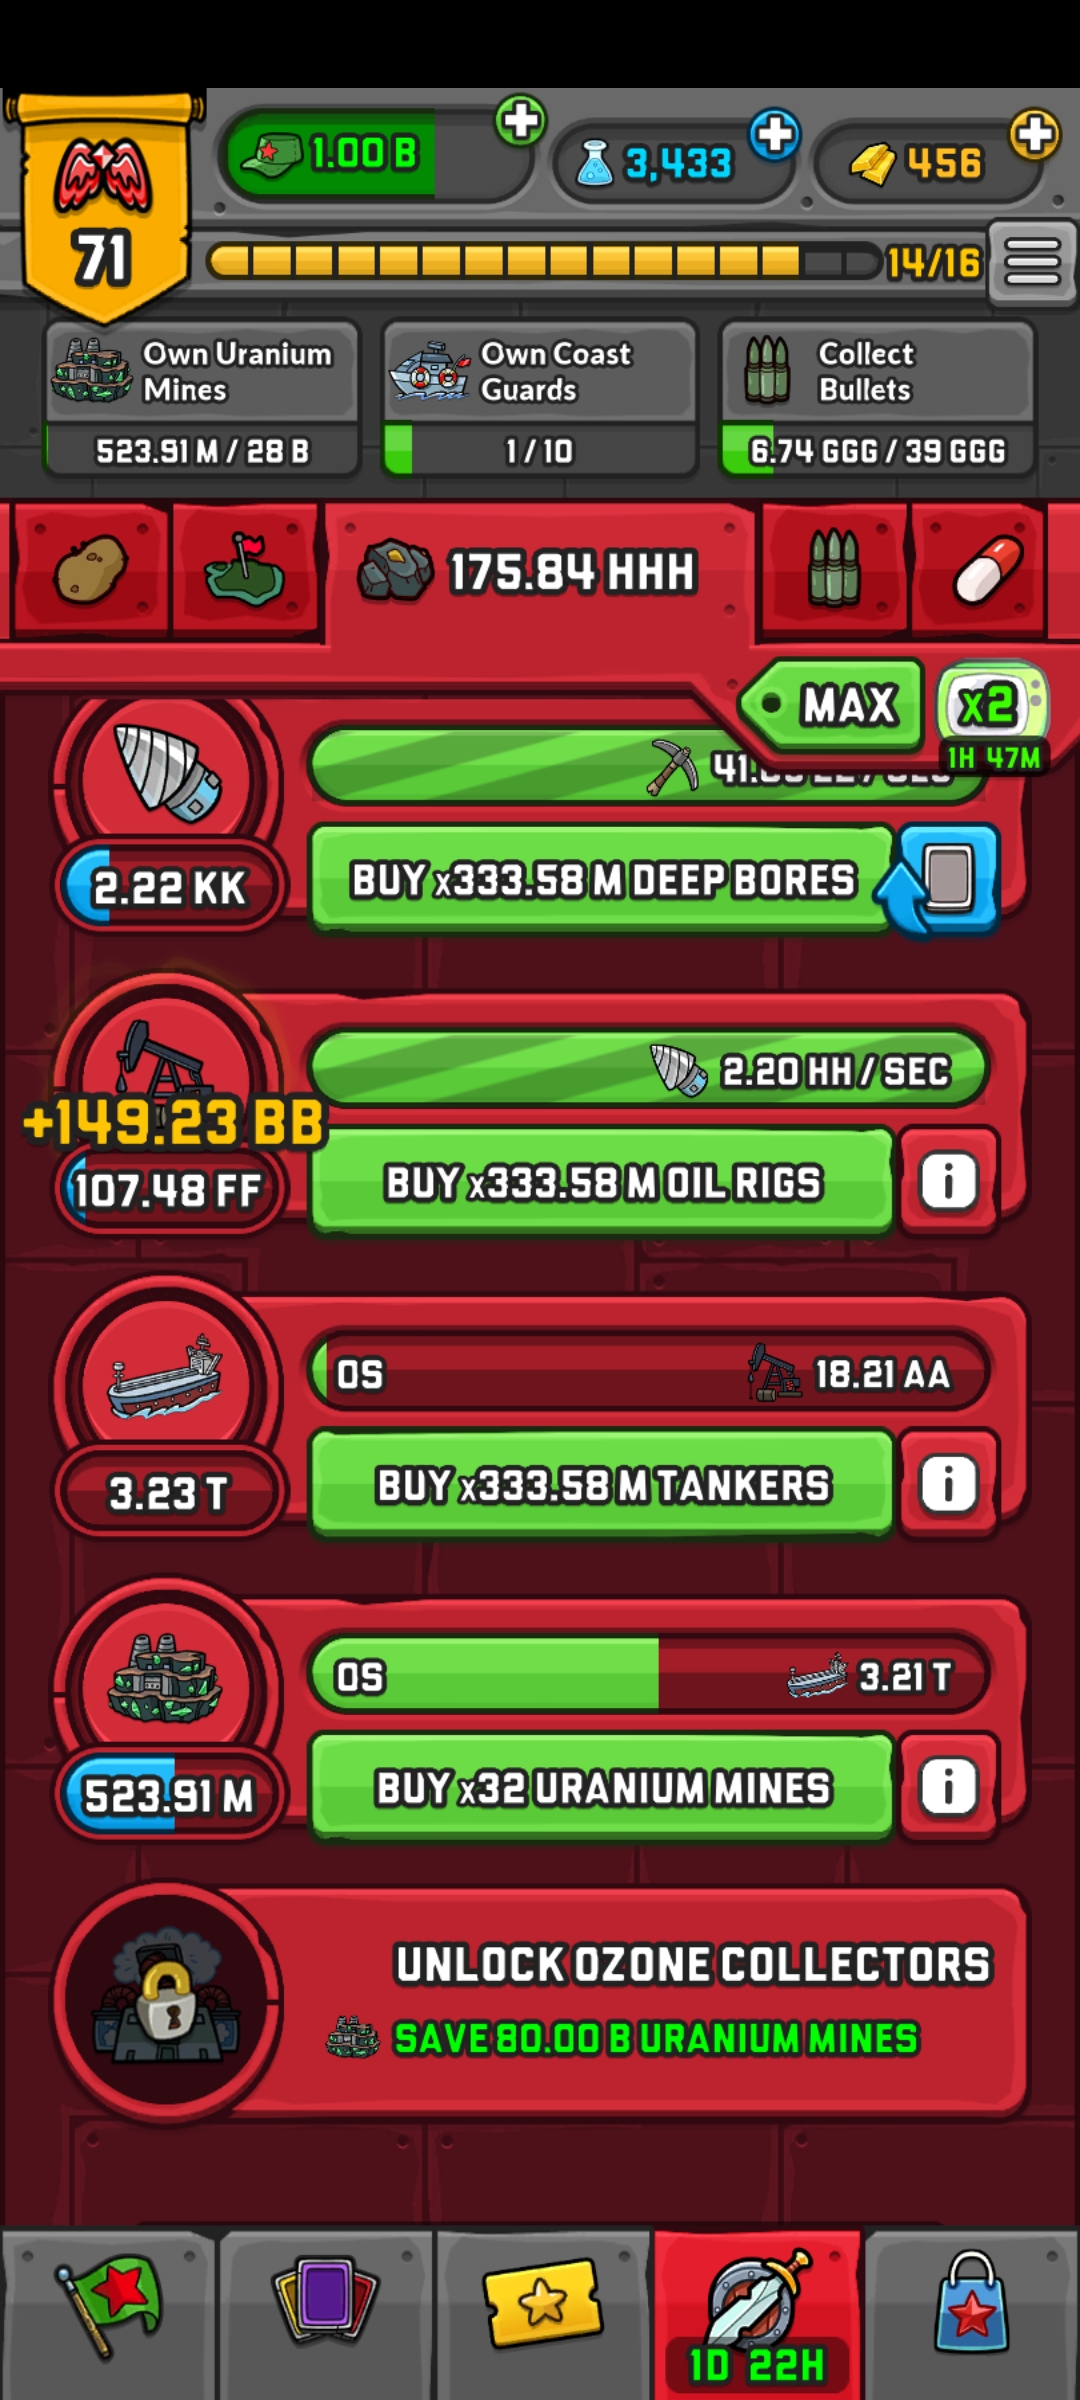 1.00 B
3,433
456
71
14/16
Own Uranium
Mines
523.91 M / 28 B
Own Coast
Guards
1 / 10
Collect
Bullets
6.74 GGG / 39 GGG
175.84 HHH
MAX
x2
1H 47M
2.22 KK
BUY x333.58 M DEEP BORES
2.20 HH / SEC
+149.23 BB
107.48 FF
BUY x333.58 M OIL RIGS
i
0S
18.21 AA
3.23 T
BUY x333.58 M TANKERS
i
0S
3.21 T
523.91 M
BUY x32 URANIUM MINES
i
UNLOCK OZONE COLLECTORS
SAVE 80.00 B URANIUM MINES
1D 22H